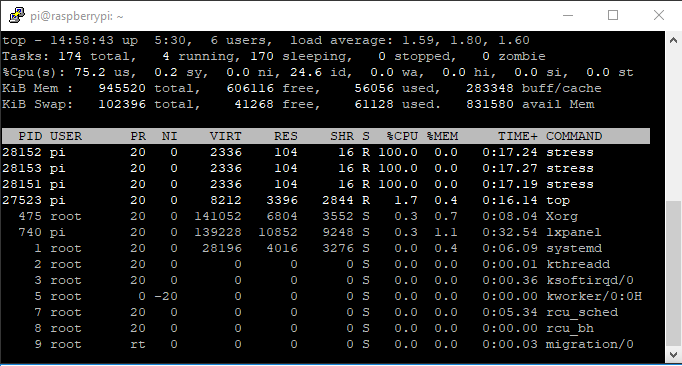 pi@raspberrypi: ~
top - 14:58:43 up  5:30,  6 users,  load average: 1.59, 1.80, 1.60
Tasks: 174 total,   4 running, 170 sleeping,   0 stopped,   0 zombie
%Cpu(s): 75.2 us,  0.2 sy,  0.0 ni, 24.6 id,  0.0 wa,  0.0 hi,  0.0 si,  0.0 st
KiB Mem :   945520 total,   606116 free,    56056 used,   283348 buff/cache
KiB Swap:   102396 total,    41268 free,    61128 used.   831580 avail Mem
PID USER      PR  NI    VIRT    RES    SHR S  %CPU %MEM     TIME+ COMMAND
28152 pi        20   0    2336    104     16 R 100.0  0.0   0:17.24 stress
28153 pi        20   0    2336    104     16 R 100.0  0.0   0:17.27 stress
28151 pi        20   0    2336    104     16 R 100.0  0.0   0:17.19 stress
27523 pi        20   0    8212   3396   2844 R   1.7  0.4   0:16.14 top
475 root      20   0  141052   6804   3552 S   0.3  0.7   0:08.04 Xorg
740 pi        20   0  139228  10852   9248 S   0.3  1.1   0:32.54 lxpanel
1 root      20   0   28196   4016   3276 S   0.0  0.4   0:06.09 systemd
2 root      20   0       0      0      0 S   0.0  0.0   0:00.01 kthreadd
3 root      20   0       0      0      0 S   0.0  0.0   0:00.36 ksoftirqd/0
5 root       0 -20       0      0      0 S   0.0  0.0   0:00.00 kworker/0:0H
7 root      20   0       0      0      0 S   0.0  0.0   0:05.34 rcu_sched
8 root      20   0       0      0      0 S   0.0  0.0   0:00.00 rcu_bh
9 root      rt   0       0      0      0 S   0.0  0.0   0:00.03 migration/0